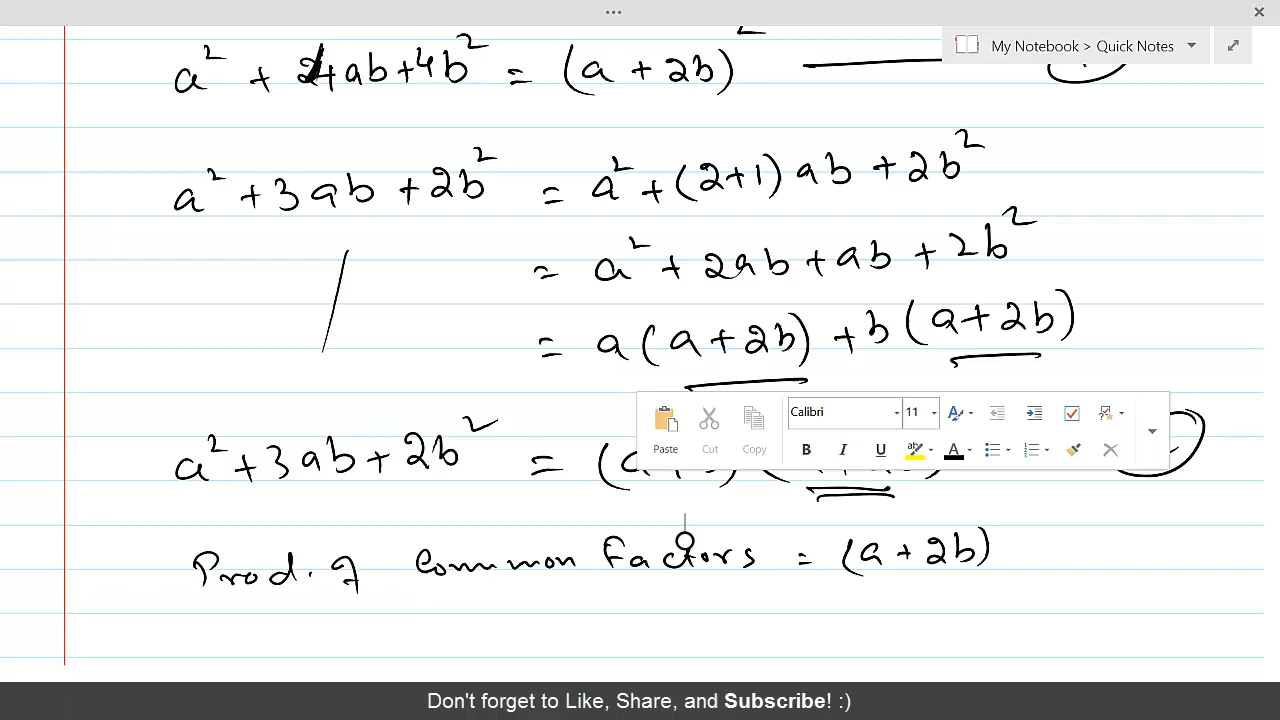 My Notebook > Quick Notes
a² + 4ab + 4b² = (a + 2b)²
a² + 3ab + 2b² = a² + (2+1) ab + 2b²
= a² + 2ab + ab + 2b²
= a(a + 2b) + b(a + 2b)
Calibri 11
Paste Cut Copy
B I U ab A
a² + 3ab + 2b² =
Prod. of Common factors = (a + 2b)
Don't forget to Like, Share, and Subscribe! :)